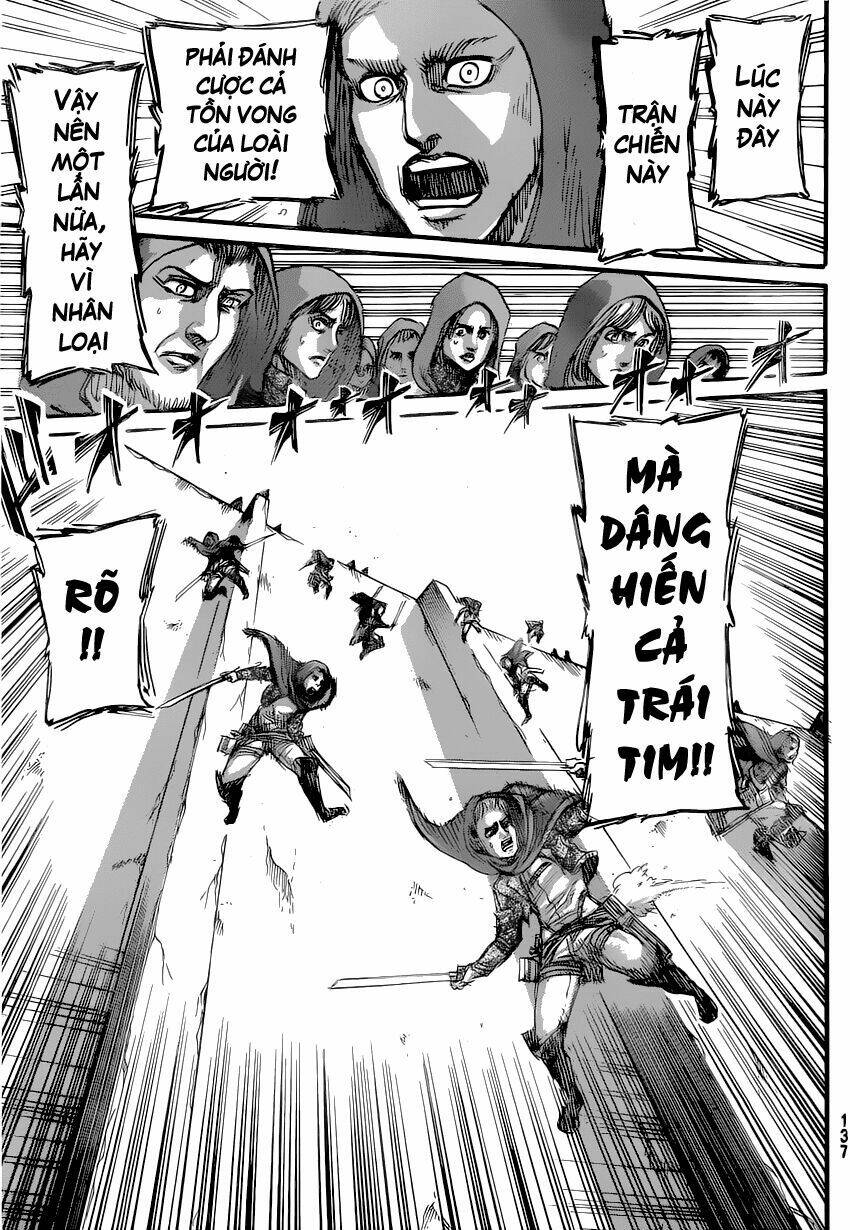 LÚC
NÀY
ĐÂY
TRẬN
CHIẾN
NÀY
PHẢI ĐÁNH
CƯỢC CẢ
TỒN VONG
CỦA LOÀI
NGƯỜI!
VẬY
NÊN
MỘT
LẦN
NỮA,
HÃY
VÌ
NHÂN
LOẠI
MÀ
DÂNG
HIẾN
CẢ
TRÁI
TIM!!
RÕ
!!
137